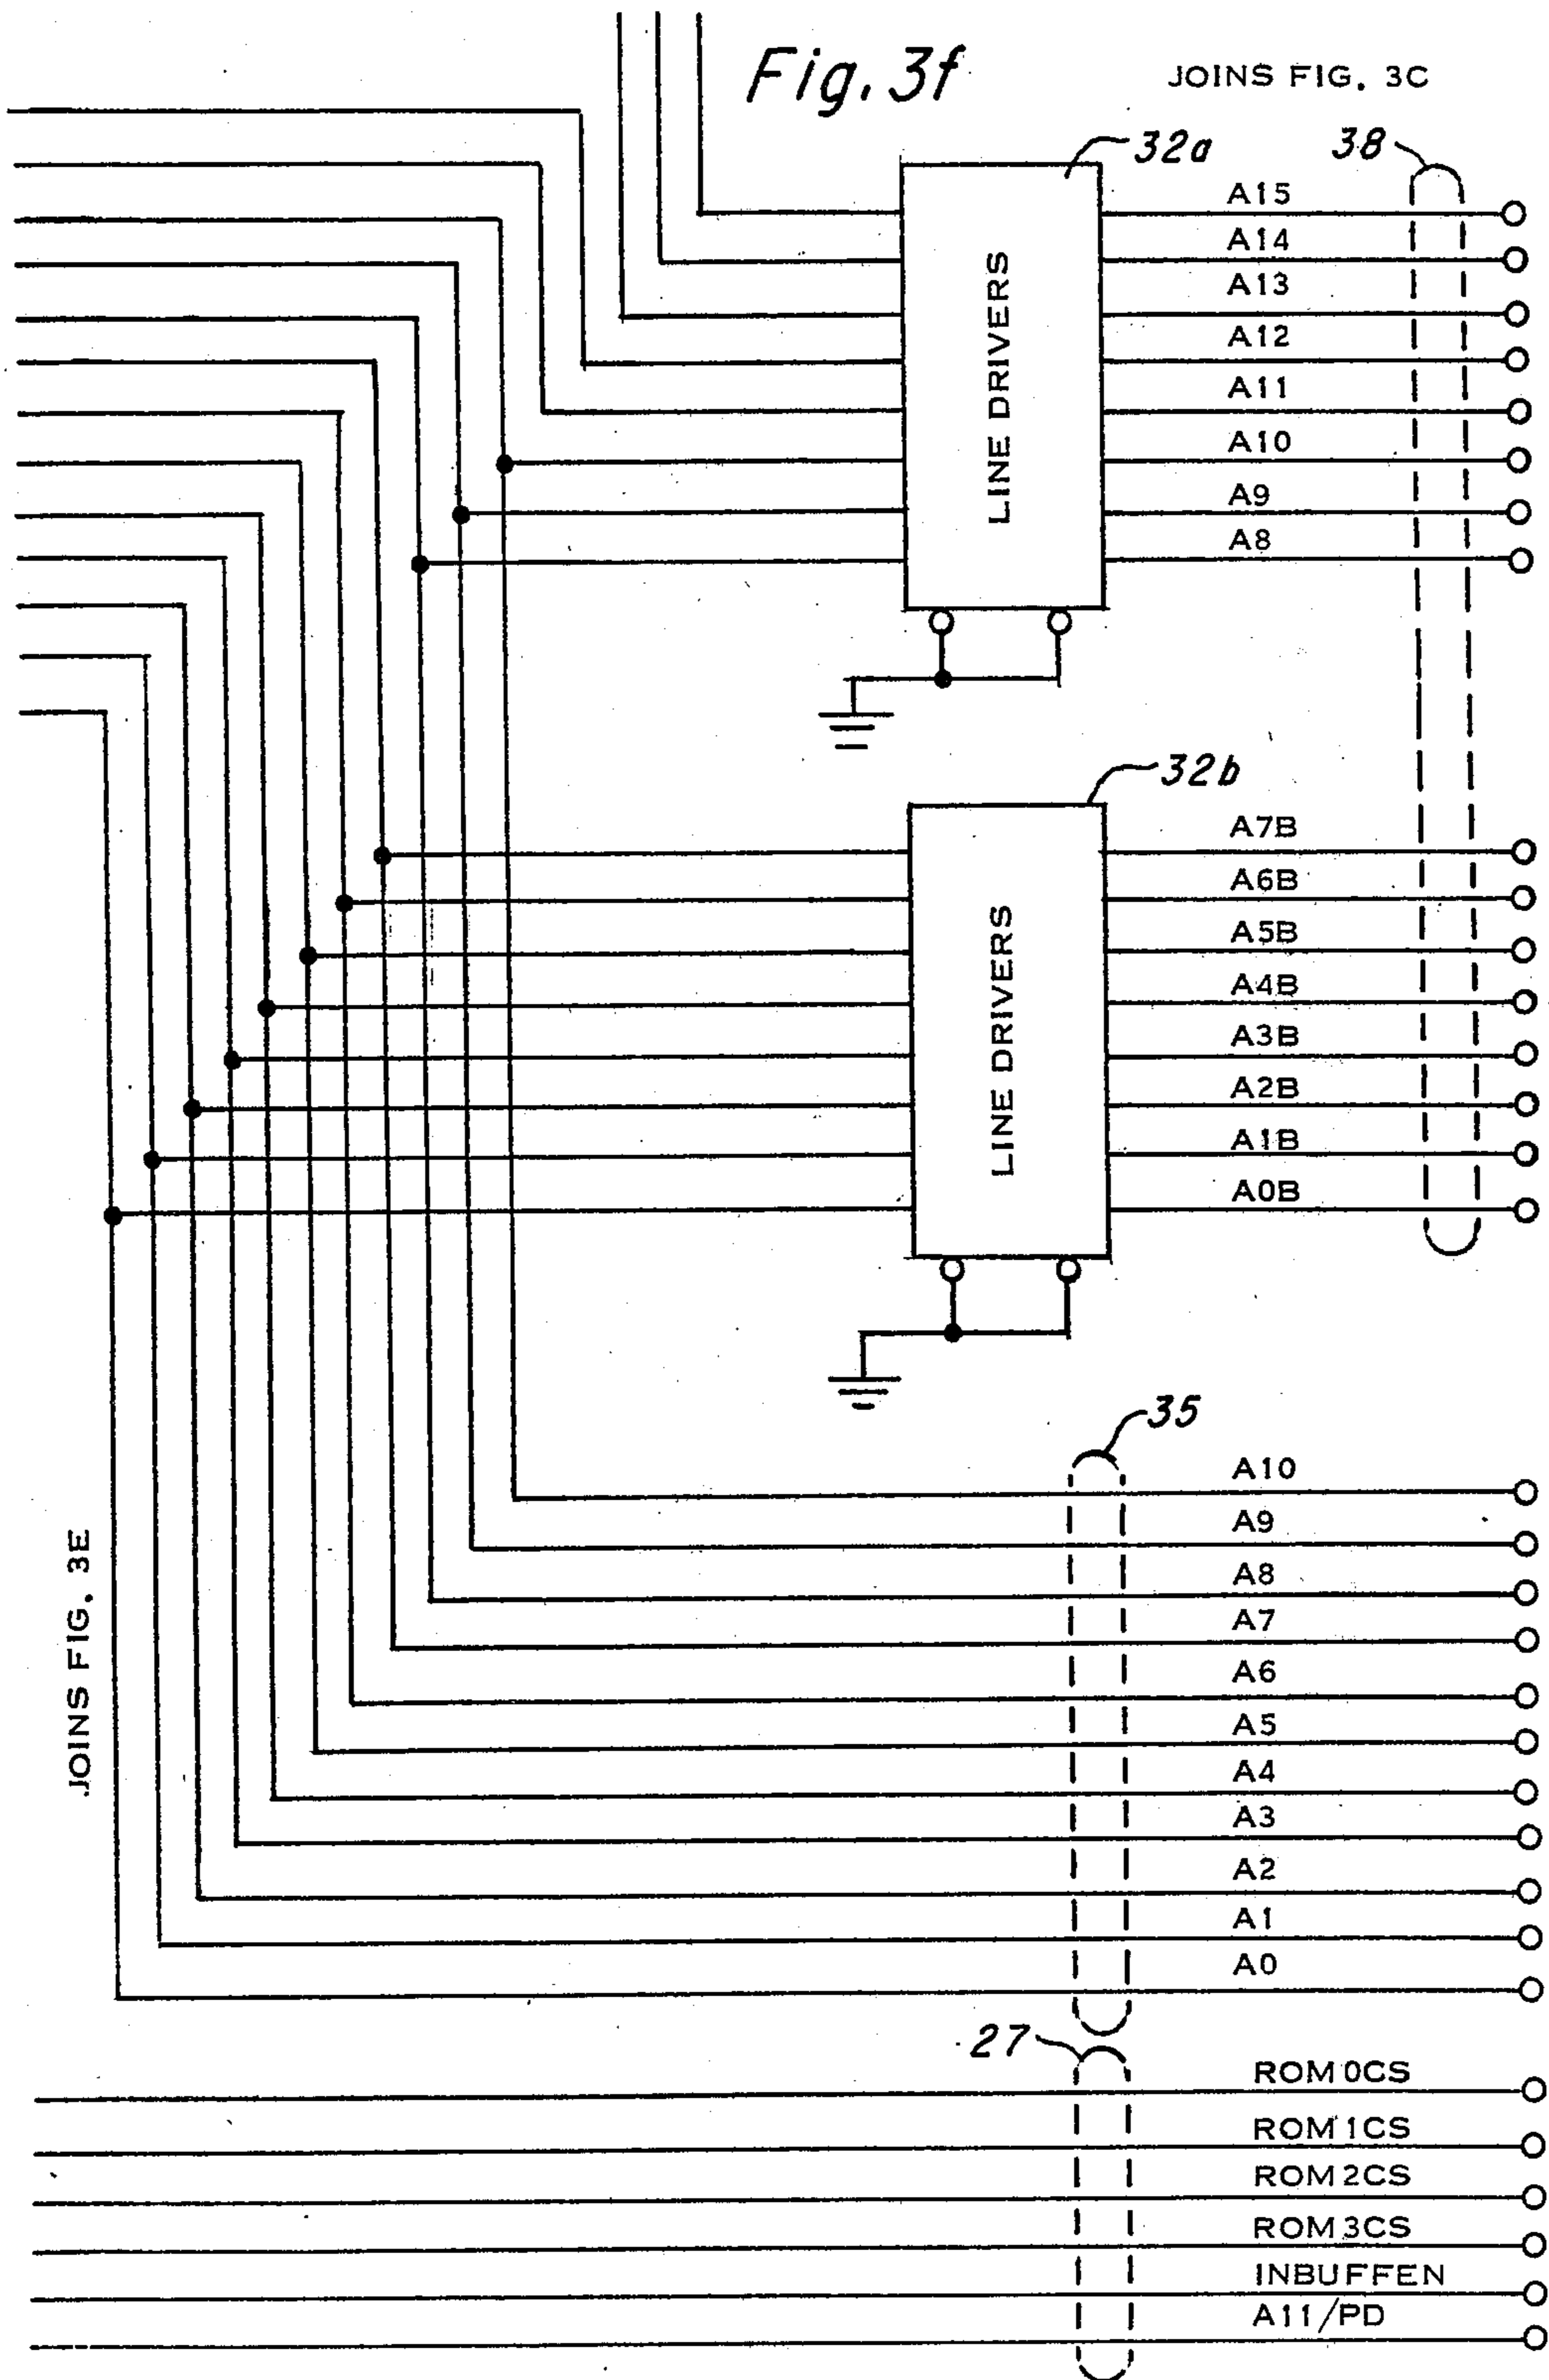 Fig. 3f
JOINS FIG. 3C
32a
38
A15
A14
A13
A12
A11
A10
A9
A8
LINE DRIVERS
32b
A7B
A6B
A5B
A4B
A3B
A2B
A1B
A0B
LINE DRIVERS
35
A10
A9
A8
A7
A6
A5
A4
A3
A2
A1
A0
JOINS FIG. 3E
27
ROM 0CS
ROM 1CS
ROM 2CS
ROM 3CS
INBUFFEN
A11/PD